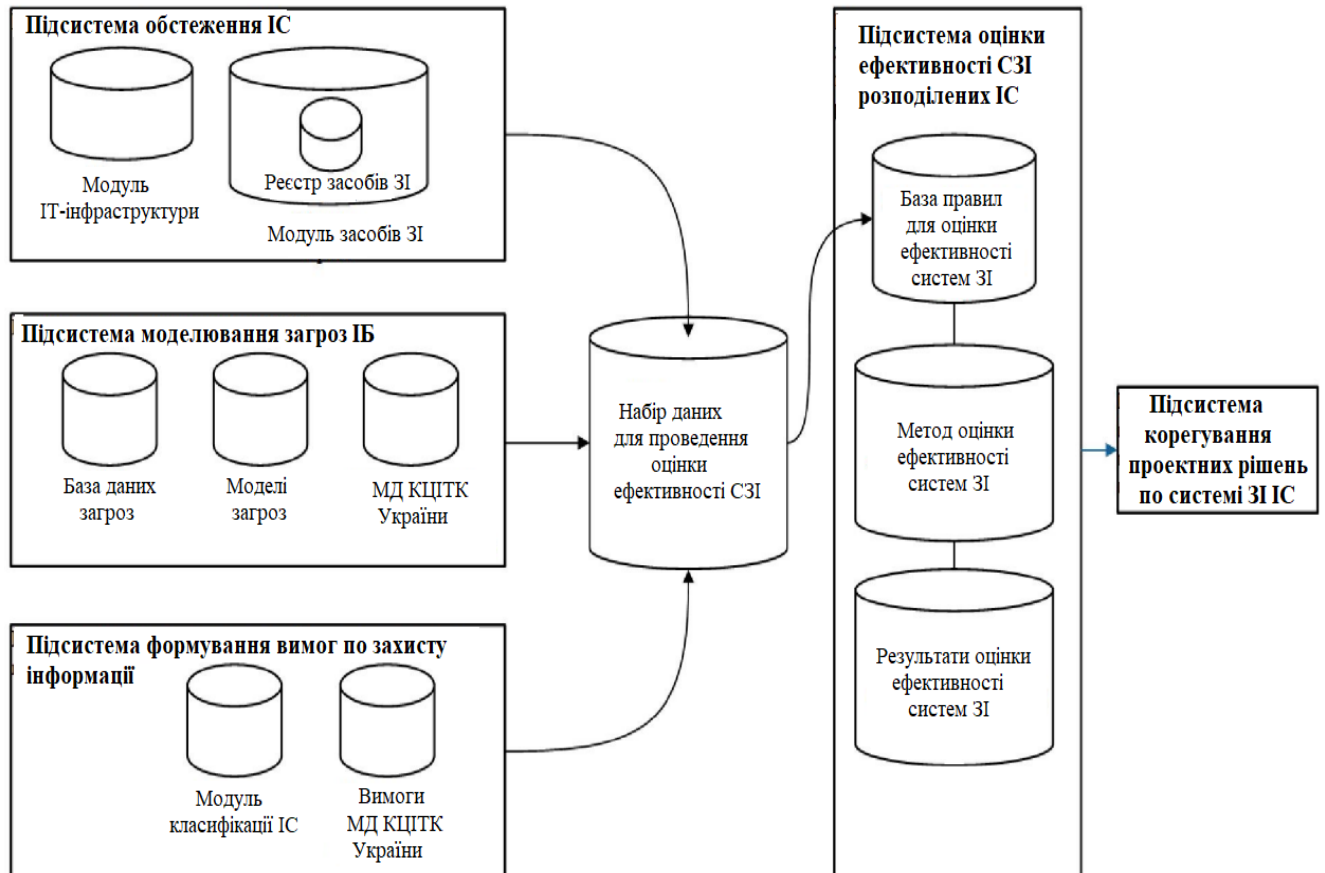 Підсистема обстеження ІС
Модуль
ІТ-інфраструктури
Реєстр засобів ЗІ
Модуль засобів ЗІ
Підсистема моделювання загроз ІБ
База даних
загроз
Моделі
загроз
МД КЦІТК
України
Підсистема формування вимог по захисту
інформації
Модуль
класифікації ІС
Вимоги
МД КЦІТК
України
Набір даних
для проведення
оцінки
ефективності СЗІ
Підсистема оцінки
ефективності СЗІ
розподілених ІС
База правил
для оцінки
ефективності
систем ЗІ
Метод оцінки
ефективності
систем ЗІ
Результати оцінки
ефективності
систем ЗІ
Підсистема
корегування
проектних рішень
по системі ЗІ ІС